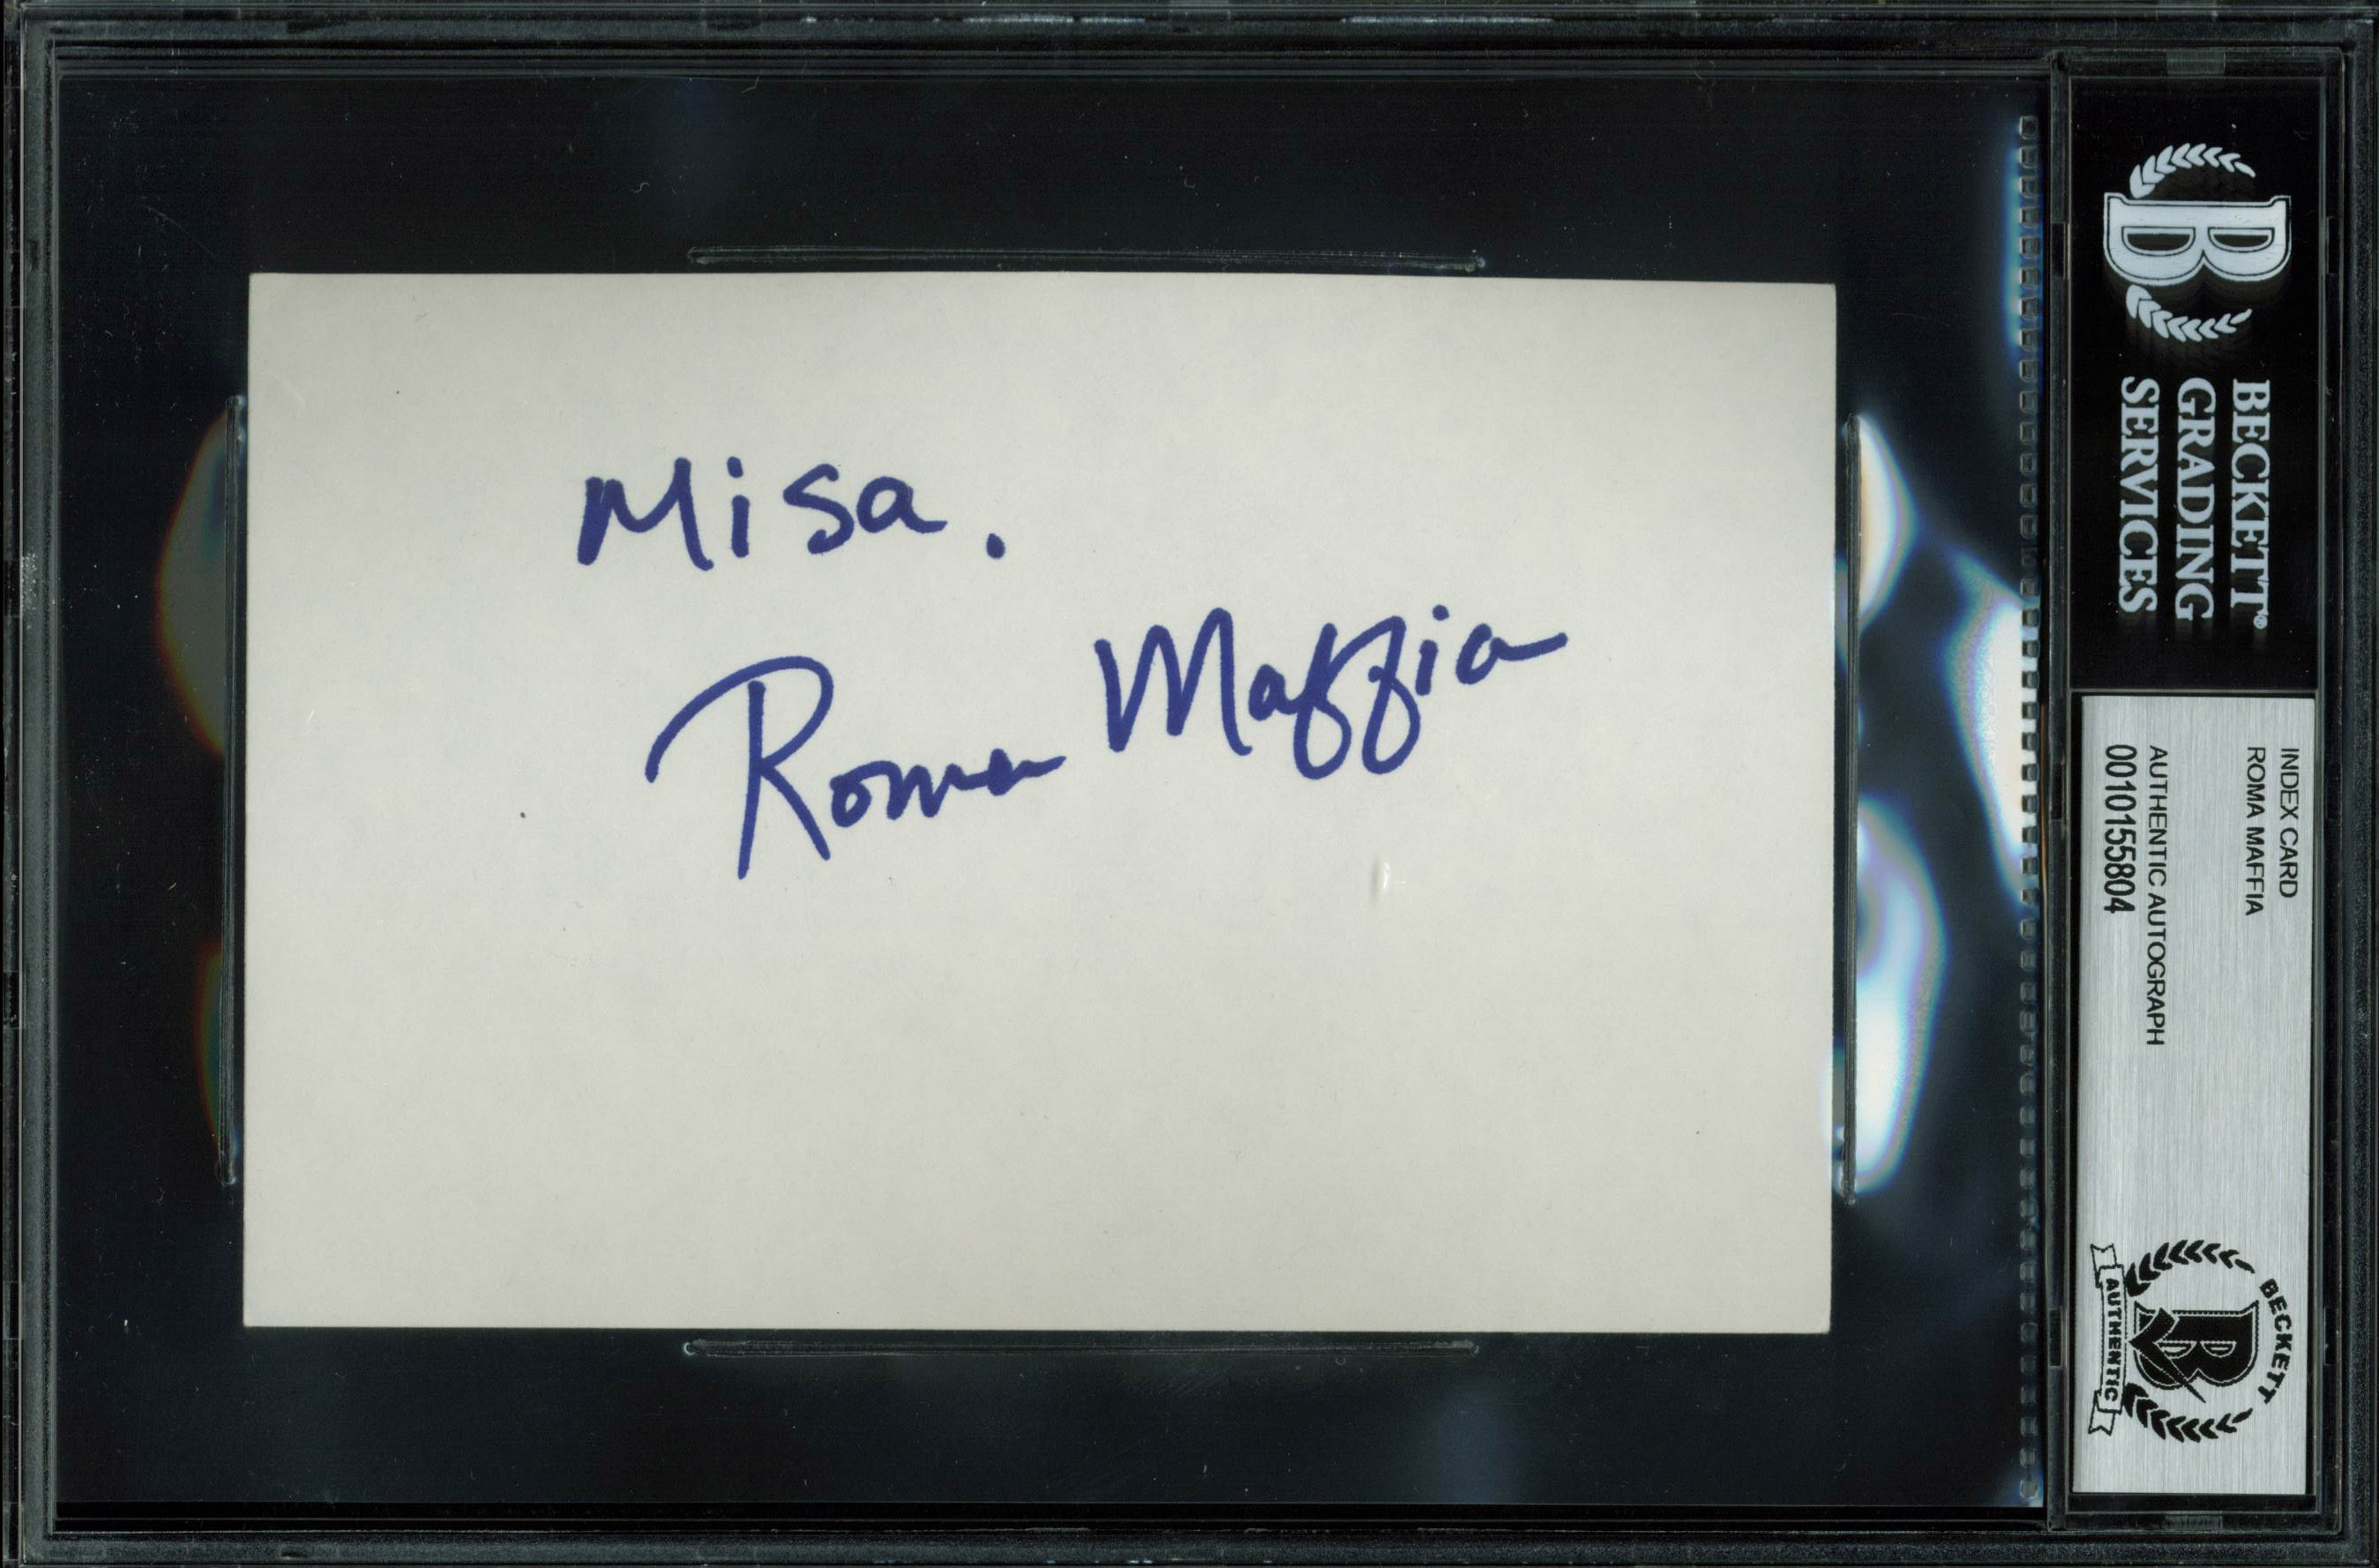 Misa.
Roma Maffia
BECKETT®
GRADING
SERVICES
INDEX CARD
ROMA MAFFIA
AUTHENTIC AUTOGRAPH
0010155804
BECKETT
B
AUTHENTIC